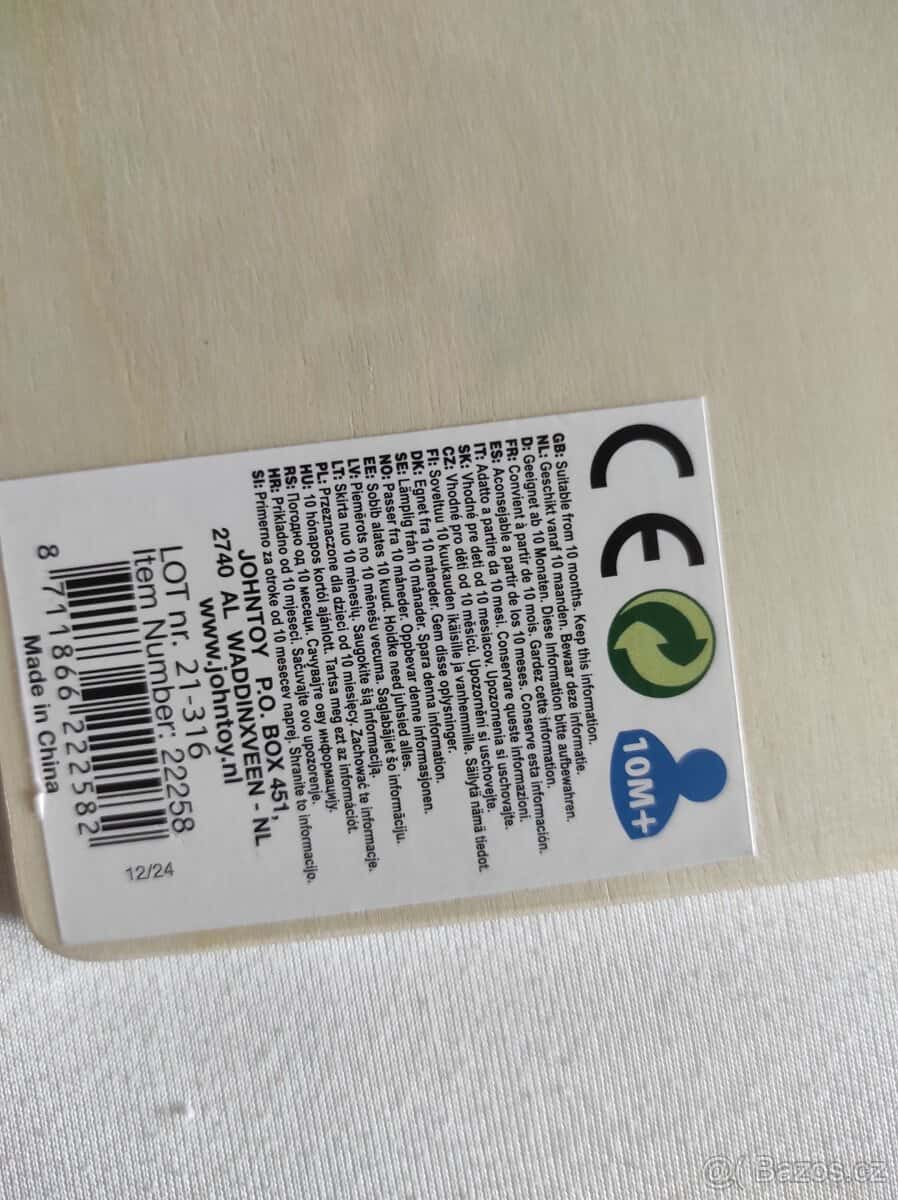 CE
10M+
GB: Suitable from 10 months. Keep this information.
NL: Geschikt vanaf 10 maanden. Bewaar deze informatie.
D: Geeignet ab 10 Monaten. Diese Information bitte aufbewahren.
FR: Convient à partir de 10 mois. Gardez cette information.
ES: Aconsejable a partir de los 10 meses. Conserve esta información.
IT: Adatto a partire da 10 mesi. Conservare queste informazioni.
SK: Vhodné pre deti od 10 mesiacov. Upozornenia si uschovajte.
CZ: Vhodné pro děti od 10 měsíců. Upozornění si uschovejte.
FI: Soveltuu 10 kuukauden ikäisille ja vanhemmille. Säilytä nämä tiedot.
DK: Egnet fra 10 måneder. Gem disse oplysninger.
SE: Lämplig från 10 månader. Spara denna information.
NO: Passer fra 10 måneder. Oppbevar denne informasjonen.
EE: Sobib alates 10 kuud. Hoidke need juhsied alles.
LV: Piemērots no 10 mēnešu vecuma. Saglabājiet šo informāciju.
LT: Skirta nuo 10 mėnesių. Saugokite šią informaciją.
PL: Przeznaczone dla dzieci od 10 miesięcy. Zachować te informacje.
HU: 10 hónapos kortól ajánlott. Tartsa meg ezt az információt.
RS: Погодно од 10 месеци. Сачувајте ову информацију.
HR: Prikladno od 10 mjeseci. Sačuvajte ovo upozorenje.
SI: Primerno za otroke od 10 mesecev naprej. Shranite to informacijo.
JOHNTOY P.O. BOX 451,
2740 AL WADDINXVEEN - NL
www.johntoy.nl
LOT nr. 21-316
Item Number: 22258
12/24
8 711866 222582
Made in China
@( Bazos.cz